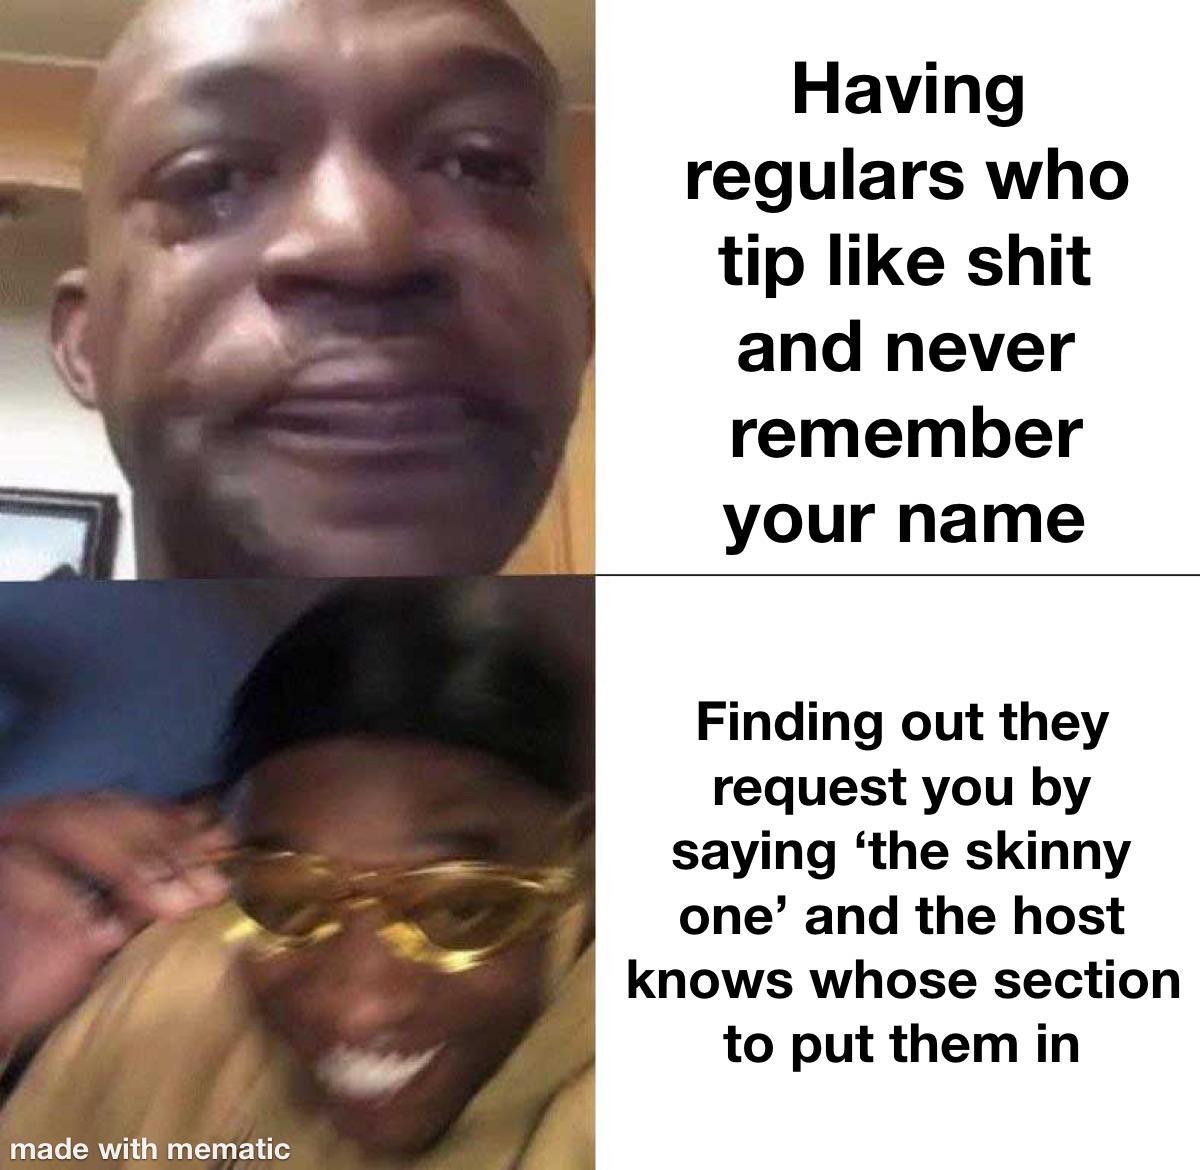 Having
regulars who
tip like shit
and never
remember
your name
Finding out they
request you by
saying ‘the skinny
one’ and the host
knows whose section
to put them in
made with mematic